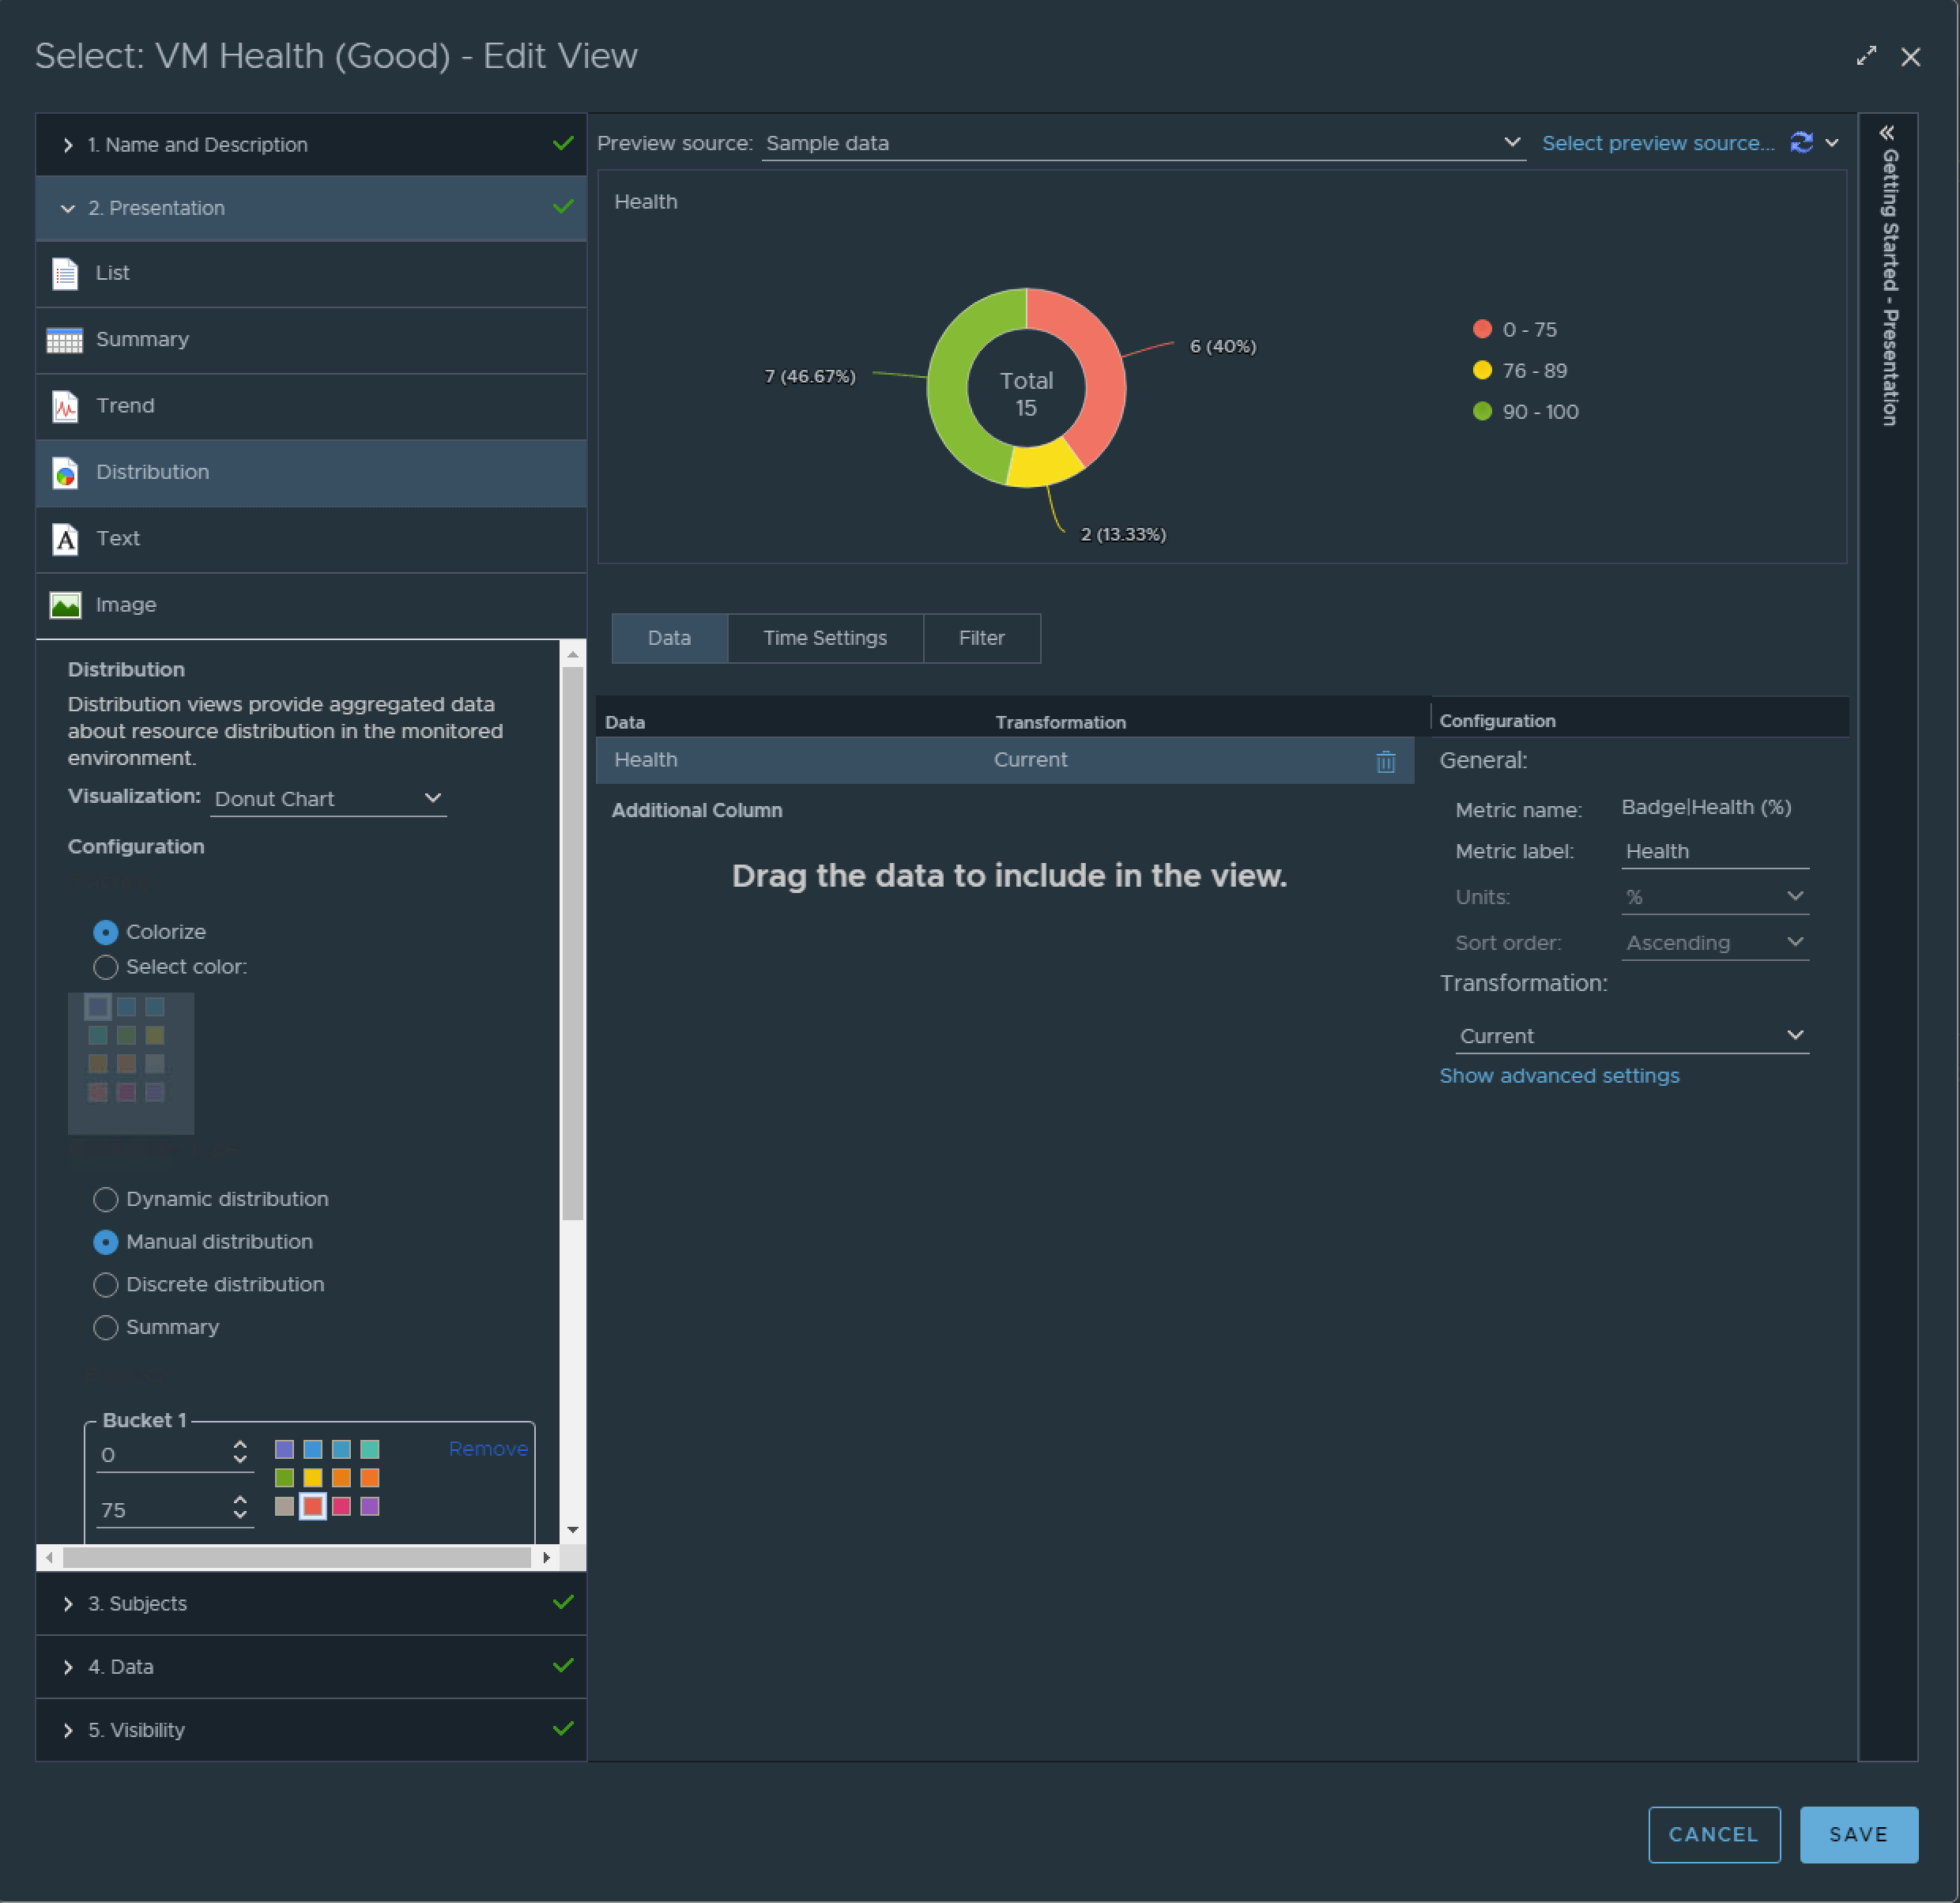 Select: VM Health (Good) - Edit View
1. Name and Description
2. Presentation
List
Summary
Trend
Distribution
Text
Image
Distribution
Distribution views provide aggregated data
about resource distribution in the monitored
environment.
Visualization: Donut Chart
Configuration
Colorize
Select color:
Dynamic distribution
Manual distribution
Discrete distribution
Summary
Bucket 1
0
Remove
75
3. Subjects
4. Data
5. Visibility
Preview source: Sample data
Select preview source...
Health
6 (40%)
7 (46.67%)
Total
15
2 (13.33%)
0 - 75
76 - 89
90 - 100
Data
Time Settings
Filter
Data
Transformation
Health
Current
Additional Column
Drag the data to include in the view.
Configuration
General:
Metric name: Badge|Health (%)
Metric label: Health
Units: %
Sort order: Ascending
Transformation:
Current
Show advanced settings
Getting Started - Presentation
CANCEL
SAVE